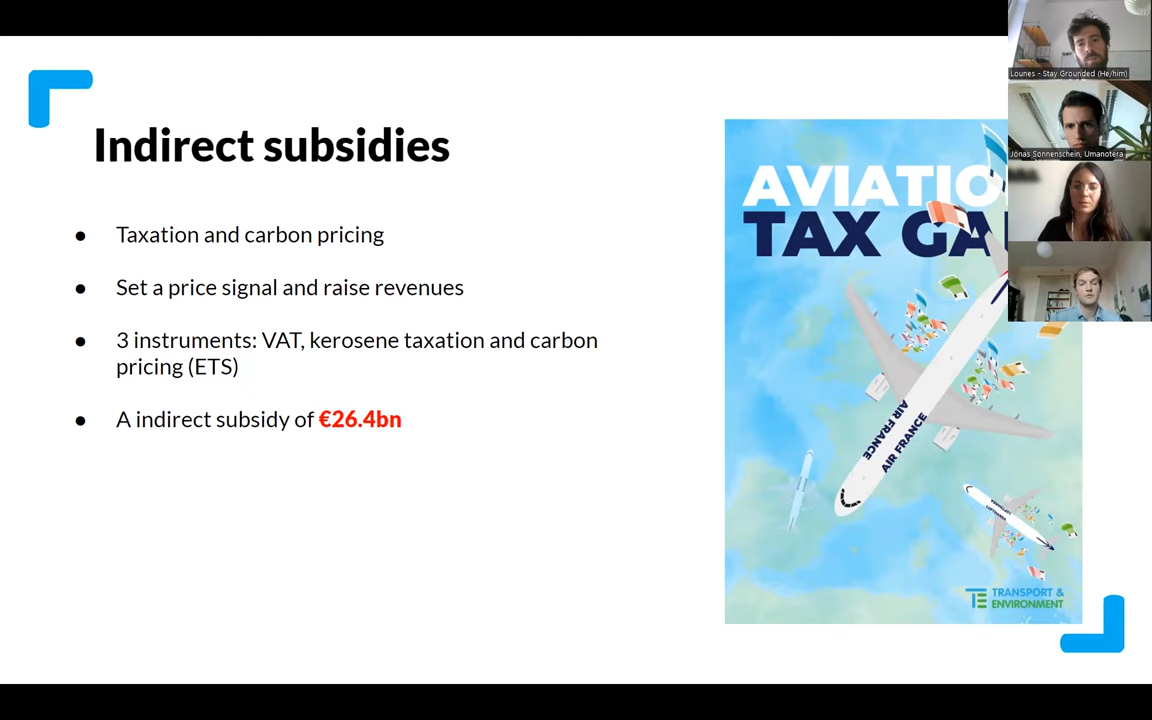 Indirect subsidies
● Taxation and carbon pricing
● Set a price signal and raise revenues
● 3 instruments: VAT, kerosene taxation and carbon
pricing (ETS)
● A indirect subsidy of €26.4bn
AVIATIO
TAX GA
AIR FRANCE
AIR FRANCE
TE TRANSPORT &
ENVIRONMENT
Lounes - Stay Grounded (He/him)
Jonas Sonnenschein, Umanotera